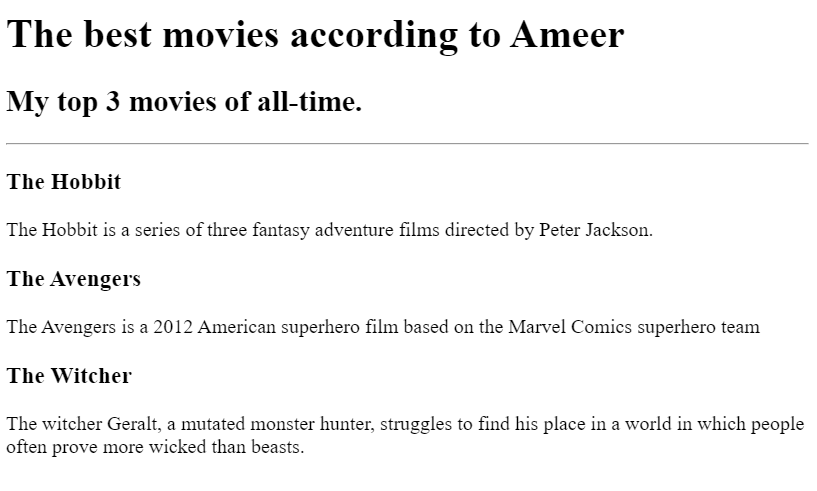 The best movies according to Ameer
My top 3 movies of all-time.
The Hobbit
The Hobbit is a series of three fantasy adventure films directed by Peter Jackson.
The Avengers
The Avengers is a 2012 American superhero film based on the Marvel Comics superhero team
The Witcher
The witcher Geralt, a mutated monster hunter, struggles to find his place in a world in which people
often prove more wicked than beasts.